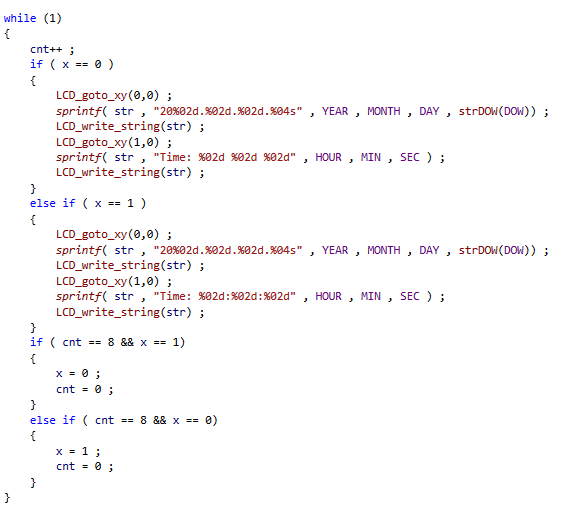 while (1)
{
    cnt++ ;
    if ( x == 0 )
    {
        LCD_goto_xy(0,0) ;
        sprintf( str , "20%02d.%02d.%02d.%04s" , YEAR , MONTH , DAY , strDOW(DOW)) ;
        LCD_write_string(str) ;
        LCD_goto_xy(1,0) ;
        sprintf( str , "Time: %02d %02d %02d" , HOUR , MIN , SEC ) ;
        LCD_write_string(str) ;
    }
    else if ( x == 1 )
    {
        LCD_goto_xy(0,0) ;
        sprintf( str , "20%02d.%02d.%02d.%04s" , YEAR , MONTH , DAY , strDOW(DOW)) ;
        LCD_write_string(str) ;
        LCD_goto_xy(1,0) ;
        sprintf( str , "Time: %02d:%02d:%02d" , HOUR , MIN , SEC ) ;
        LCD_write_string(str) ;
    }
    if ( cnt == 8 && x == 1)
    {
        x = 0 ;
        cnt = 0 ;
    }
    else if ( cnt == 8 && x == 0)
    {
        x = 1 ;
        cnt = 0 ;
    }
}